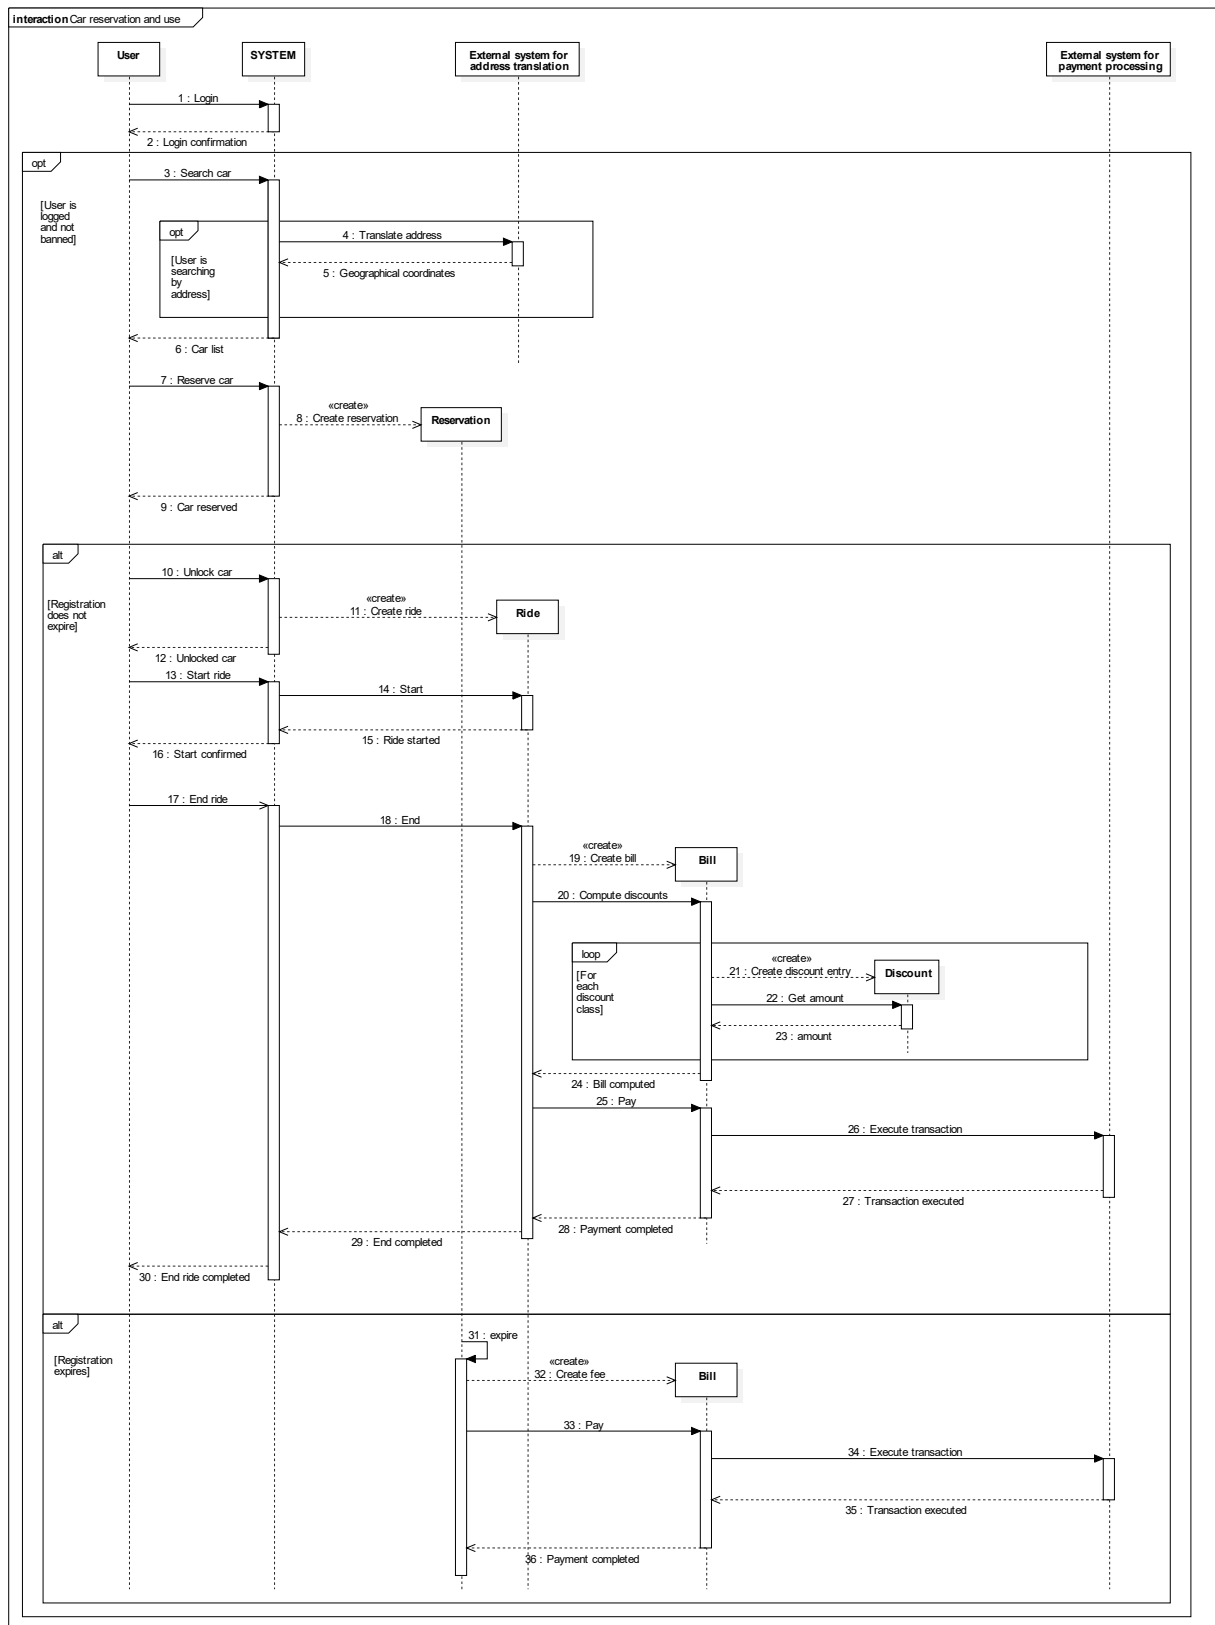 interaction Car reservation and use
User
SYSTEM
External system for
address translation
External system for
payment processing
1 : Login
2 : Login confirmation
opt
3 : Search car
[User is
logged
and not
banned]
opt
4 : Translate address
[User is
searching
by
address]
5 : Geographical coordinates
6 : Car list
7 : Reserve car
«create»
8 : Create reservation
Reservation
9 : Car reserved
alt
10 : Unlock car
[Registration
does not
expire]
«create»
11 : Create ride
Ride
12 : Unlocked car
13 : Start ride
14 : Start
15 : Ride started
16 : Start confirmed
17 : End ride
18 : End
«create»
19 : Create bill
Bill
20 : Compute discounts
loop
[For
each
discount
class]
«create»
21 : Create discount entry
Discount
22 : Get amount
23 : amount
24 : Bill computed
25 : Pay
26 : Execute transaction
27 : Transaction executed
28 : Payment completed
29 : End completed
30 : End ride completed
alt
31 : expire
[Registration
expires]
«create»
32 : Create fee
Bill
33 : Pay
34 : Execute transaction
35 : Transaction executed
36 : Payment completed